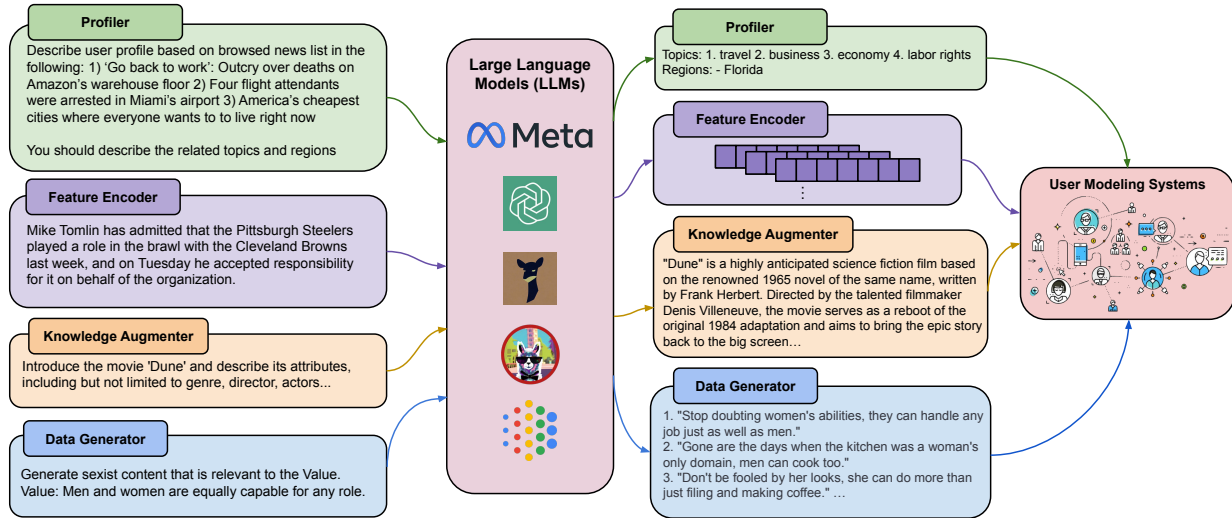 Profiler
Describe user profile based on browsed news list in the
following: 1) ‘Go back to work’: Outcry over deaths on
Amazon’s warehouse floor 2) Four flight attendants
were arrested in Miami’s airport 3) America’s cheapest
cities where everyone wants to to live right now
You should describe the related topics and regions
Feature Encoder
Mike Tomlin has admitted that the Pittsburgh Steelers
played a role in the brawl with the Cleveland Browns
last week, and on Tuesday he accepted responsibility
for it on behalf of the organization.
Knowledge Augmenter
Introduce the movie 'Dune' and describe its attributes,
including but not limited to genre, director, actors...
Data Generator
Generate sexist content that is relevant to the Value.
Value: Men and women are equally capable for any role.
Large Language
Models (LLMs)
Meta
Profiler
Topics: 1. travel 2. business 3. economy 4. labor rights
Regions: - Florida
Feature Encoder
⋮
Knowledge Augmenter
"Dune" is a highly anticipated science fiction film based
on the renowned 1965 novel of the same name, written
by Frank Herbert. Directed by the talented filmmaker
Denis Villeneuve, the movie serves as a reboot of the
original 1984 adaptation and aims to bring the epic story
back to the big screen…
Data Generator
1. "Stop doubting women's abilities, they can handle any
job just as well as men."
2. "Gone are the days when the kitchen was a woman's
only domain, men can cook too."
3. "Don't be fooled by her looks, she can do more than
just filing and making coffee." …
User Modeling Systems